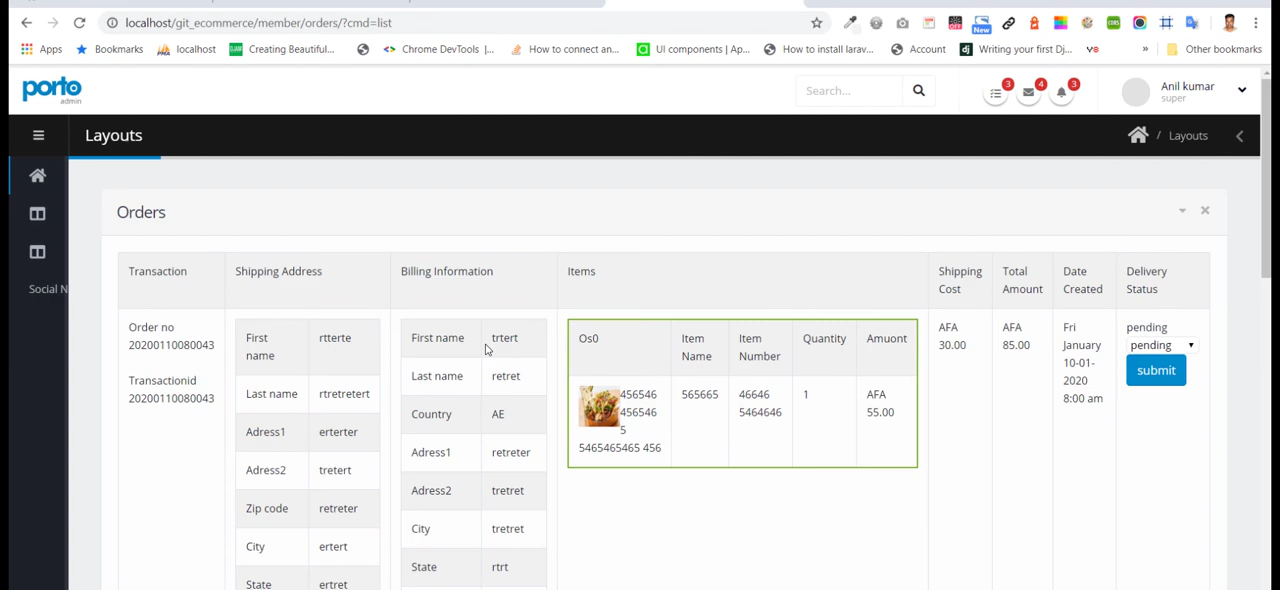 localhost/git_ecommerce/member/orders/?cmd=list
New
Apps Bookmarks localhost Creating Beautiful... Chrome DevTools |... How to connect an... UI components | Ap... How to install larav... Account Writing your first Dj... » Other bookmarks
porto
admin
Search...
3 4 3
Anil kumar
super
Layouts
/ Layouts
Social N
Orders
Transaction Shipping Address Billing Information Items Shipping Cost Total Amount Date Created Delivery Status
Order no
20200110080043
Transactionid
20200110080043
First name rtterte
Last name rtretretert
Adress1 erterter
Adress2 tretert
Zip code retreter
City ertert
State ertret
First name trtert
Last name retret
Country AE
Adress1 retreter
Adress2 tretret
City tretret
State rtrt
Os0 Item Name Item Number Quantity Amuont
456546
456546
5
5465465465 456
565665
46646
5464646
1
AFA
55.00
AFA
30.00
AFA
85.00
Fri
January
10-01-
2020
8:00 am
pending
pending
submit